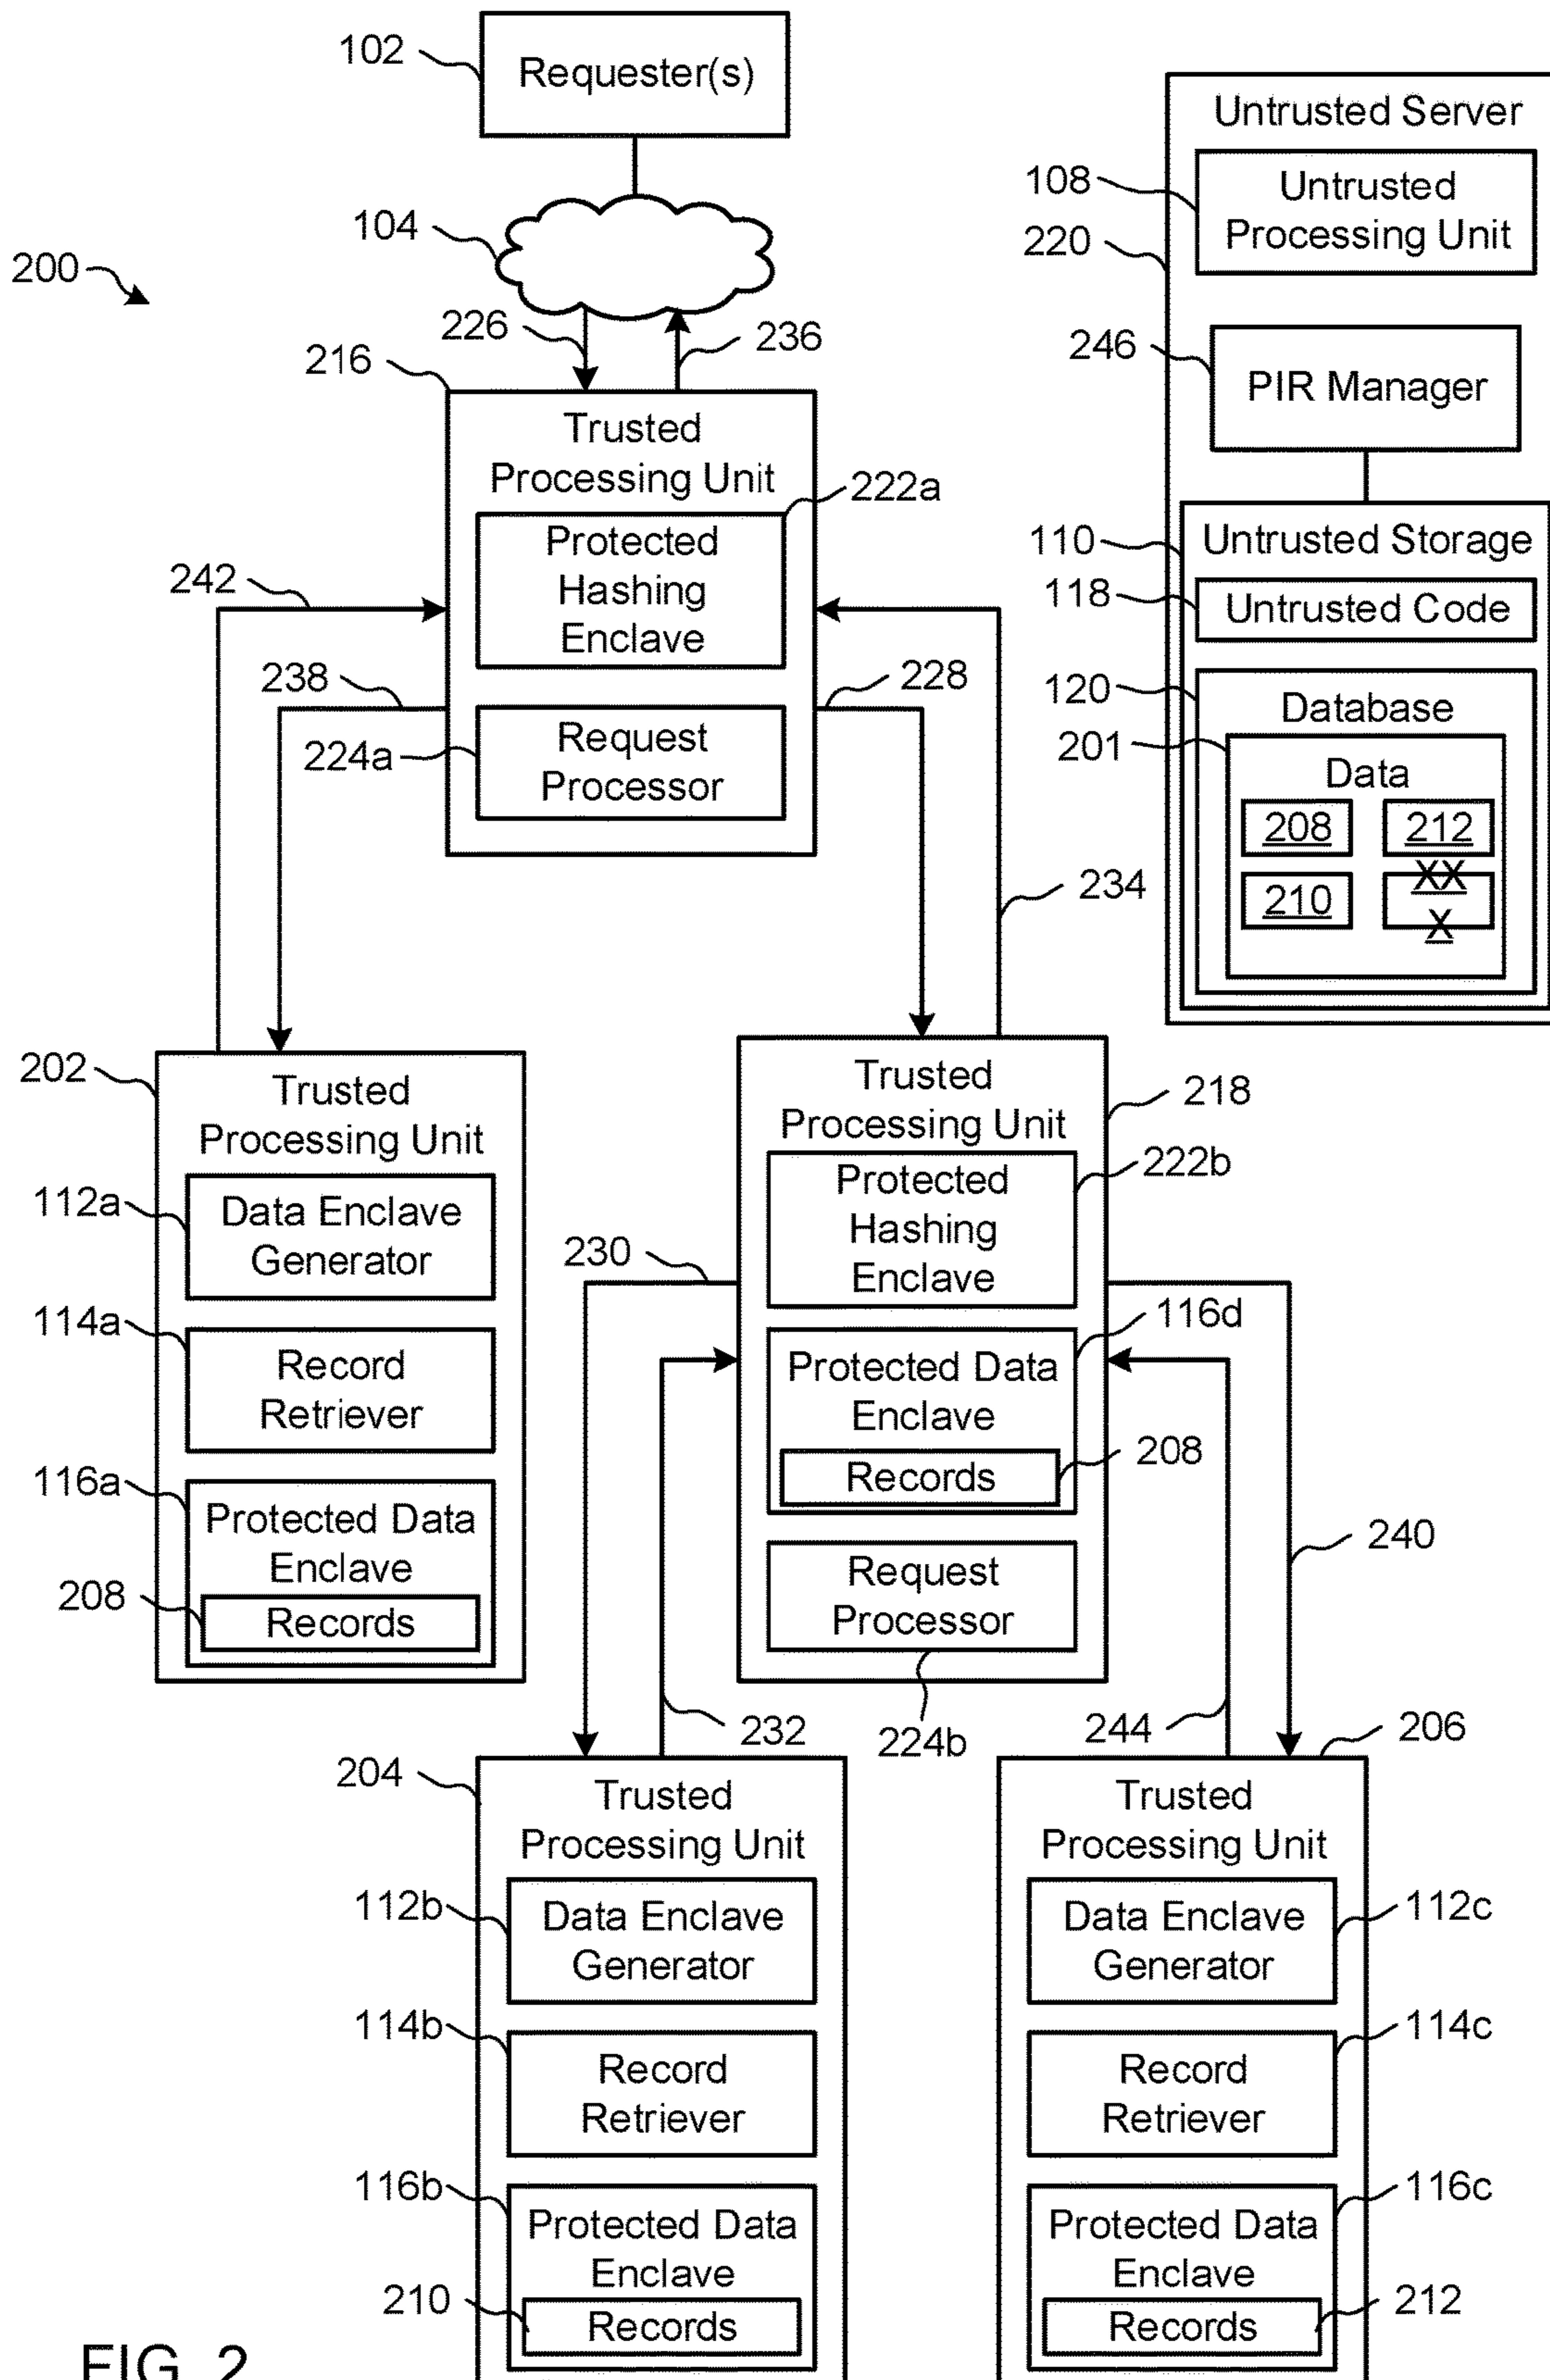 102
Requester(s)
104
200
226
236
216
Trusted
Processing Unit
222a
Protected
Hashing
Enclave
242
238
228
224a
Request
Processor
234
Untrusted Server
108
Untrusted
Processing Unit
220
246
PIR Manager
110
Untrusted Storage
118
Untrusted Code
120
Database
201
Data
208
212
210
XX
X
202
Trusted
Processing Unit
112a
Data Enclave
Generator
114a
Record
Retriever
116a
Protected Data
Enclave
208
Records
Trusted
Processing Unit
218
222b
Protected
Hashing
Enclave
230
116d
Protected Data
Enclave
208
Records
240
Request
Processor
232
224b
244
206
204
Trusted
Processing Unit
112b
Data Enclave
Generator
114b
Record
Retriever
116b
Protected Data
Enclave
210
Records
Trusted
Processing Unit
112c
Data Enclave
Generator
114c
Record
Retriever
116c
Protected Data
Enclave
212
Records
FIG. 2